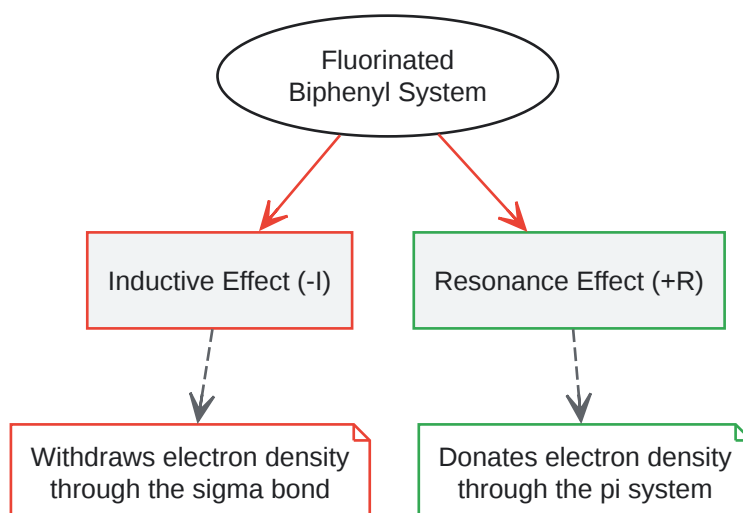 Fluorinated
Biphenyl System
Inductive Effect (-I)
Resonance Effect (+R)
Withdraws electron density
through the sigma bond
Donates electron density
through the pi system